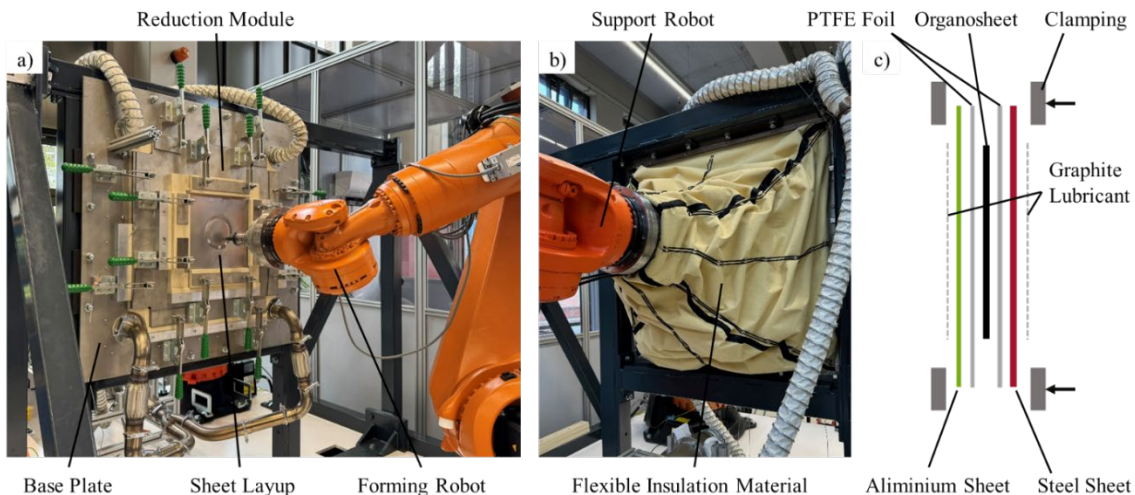 Reduction Module
Support Robot
PTFE Foil
Organosheet
Clamping
a)
b)
c)
Graphite
Lubricant
Base Plate
Sheet Layup
Forming Robot
Flexible Insulation Material
Aliminium Sheet
Steel Sheet